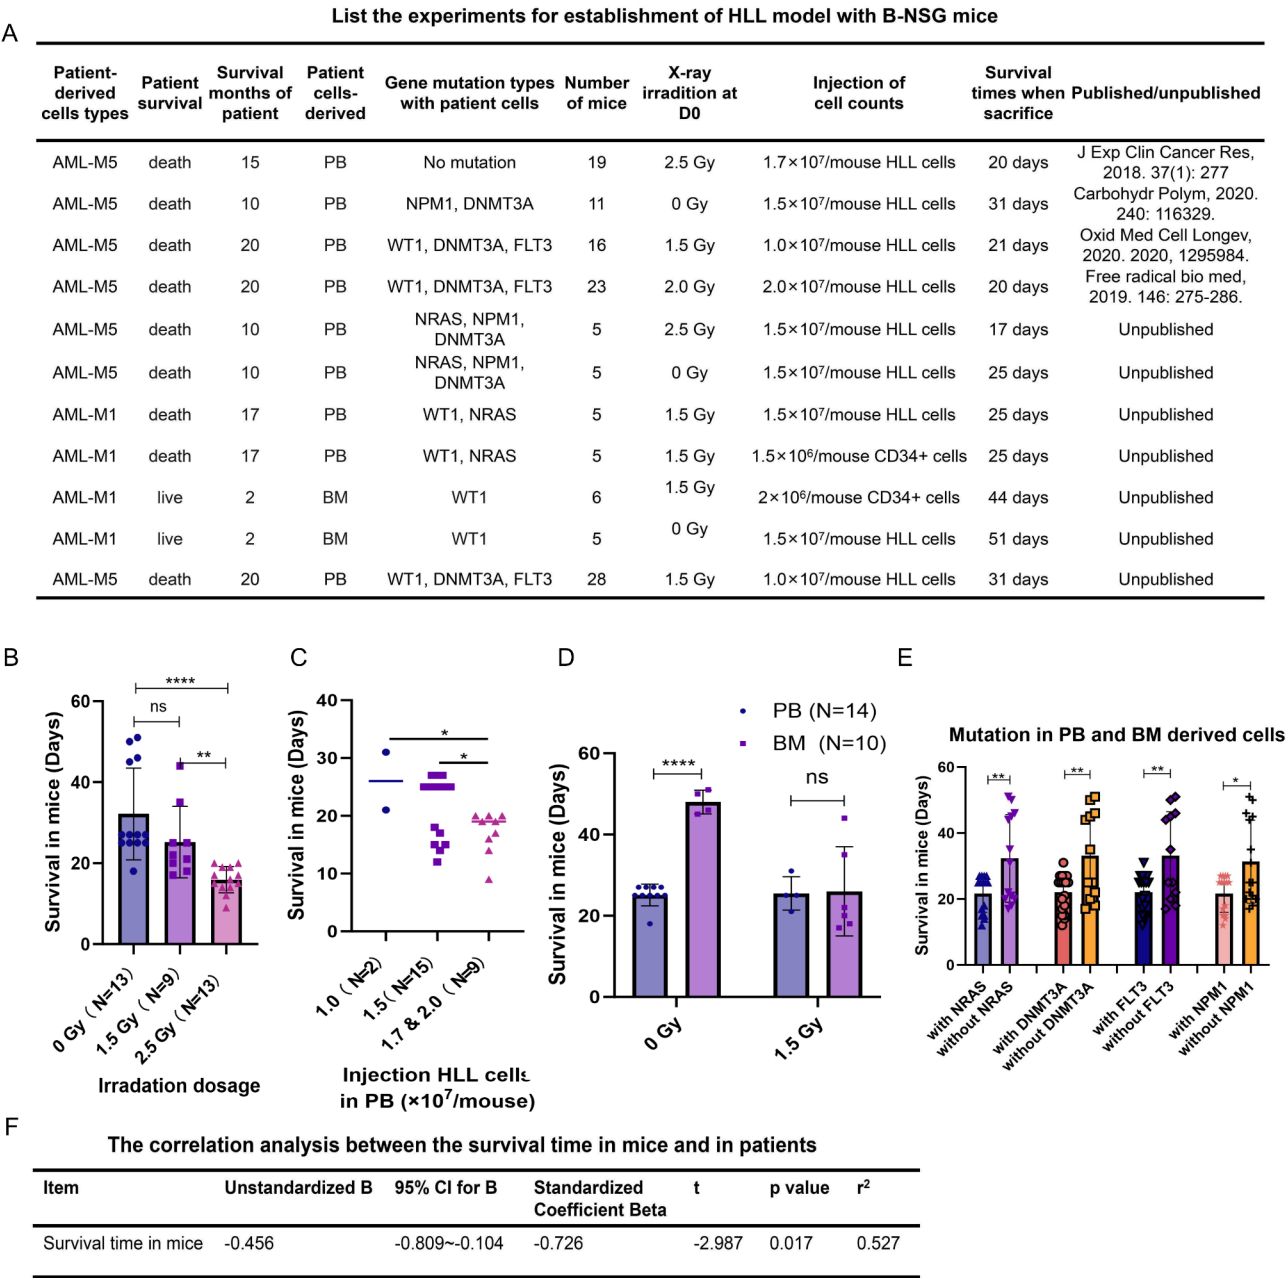 List the experiments for establishment of HLL model with B-NSG mice
A
Patient-derived cells types Patient survival Survival months of patient Patient cells-derived Gene mutation types with patient cells Number of mice X-ray irradition at D0 Injection of cell counts Survival times when sacrifice Published/unpublished
AML-M5 death 15 PB No mutation 19 2.5 Gy 1.7×10⁷/mouse HLL cells 20 days J Exp Clin Cancer Res, 2018. 37(1): 277
AML-M5 death 10 PB NPM1, DNMT3A 11 0 Gy 1.5×10⁷/mouse HLL cells 31 days Carbohydr Polym, 2020. 240: 116329.
AML-M5 death 20 PB WT1, DNMT3A, FLT3 16 1.5 Gy 1.0×10⁷/mouse HLL cells 21 days Oxid Med Cell Longev, 2020. 2020, 1295984.
AML-M5 death 20 PB WT1, DNMT3A, FLT3 23 2.0 Gy 2.0×10⁷/mouse HLL cells 20 days Free radical bio med, 2019. 146: 275-286.
AML-M5 death 10 PB NRAS, NPM1, DNMT3A 5 2.5 Gy 1.5×10⁷/mouse HLL cells 17 days Unpublished
AML-M5 death 10 PB NRAS, NPM1, DNMT3A 5 0 Gy 1.5×10⁷/mouse HLL cells 25 days Unpublished
AML-M1 death 17 PB WT1, NRAS 5 1.5 Gy 1.5×10⁷/mouse HLL cells 25 days Unpublished
AML-M1 death 17 PB WT1, NRAS 5 1.5 Gy 1.5×10⁶/mouse CD34+ cells 25 days Unpublished
AML-M1 live 2 BM WT1 6 1.5 Gy 2×10⁶/mouse CD34+ cells 44 days Unpublished
AML-M1 live 2 BM WT1 5 0 Gy 1.5×10⁷/mouse HLL cells 51 days Unpublished
AML-M5 death 20 PB WT1, DNMT3A, FLT3 28 1.5 Gy 1.0×10⁷/mouse HLL cells 31 days Unpublished
B
Survival in mice (Days)
60
40
20
0
****
ns
**
0 Gy (N=13)
1.5 Gy (N=9)
2.5 Gy (N=13)
Irradation dosage
C
Survival in mice (Days)
40
30
20
10
0
*
*
1.0 (N=2)
1.5 (N=15)
1.7 & 2.0 (N=9)
Injection HLL cells
in PB (×10⁷/mouse)
D
PB (N=14)
BM (N=10)
Survival in mice (Days)
60
40
20
0
****
ns
0 Gy
1.5 Gy
E
Mutation in PB and BM derived cells
Survival in mice (Days)
60
40
20
0
**
**
**
*
with NRAS
without NRAS
with DNMT3A
without DNMT3A
with FLT3
without FLT3
with NPM1
without NPM1
F
The correlation analysis between the survival time in mice and in patients
Item Unstandardized B 95% CI for B Standardized Coefficient Beta t p value r²
Survival time in mice -0.456 -0.809~-0.104 -0.726 -2.987 0.017 0.527